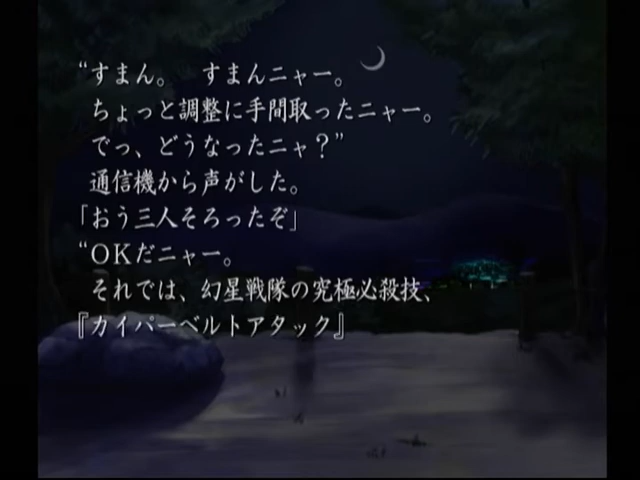 “すまん。　すまんニャー。
ちょっと調整に手間取ったニャー。
でっ、どうなったニャ？”
通信機から声がした。
「おう三人そろったぞ」
“ＯＫだニャー。
それでは、幻星戦隊の究極必殺技、
『カイパーベルトアタック』